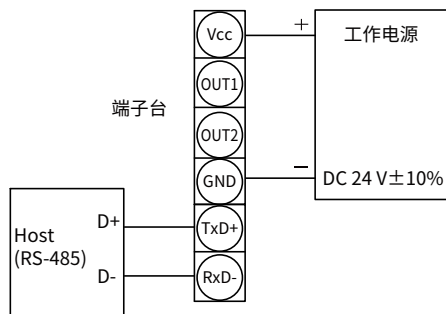 Vcc
+
工作电源
OUT1
端子台
OUT2
GND
−
DC 24 V±10%
D+
TxD+
Host
(RS-485)
D-
RxD-